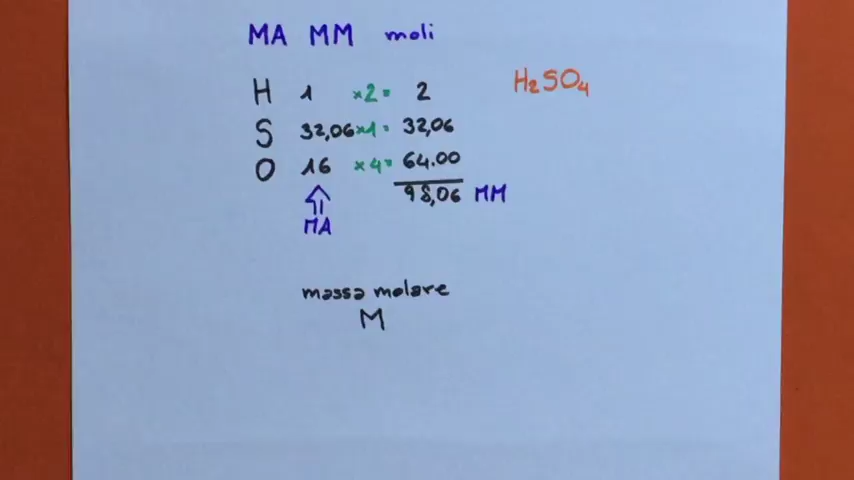 MA MM moli
H 1 ×2= 2 H₂SO₄
S 32,06×1= 32,06
O 16 ×4= 64.00
98,06 MM
MA
massa molare
M